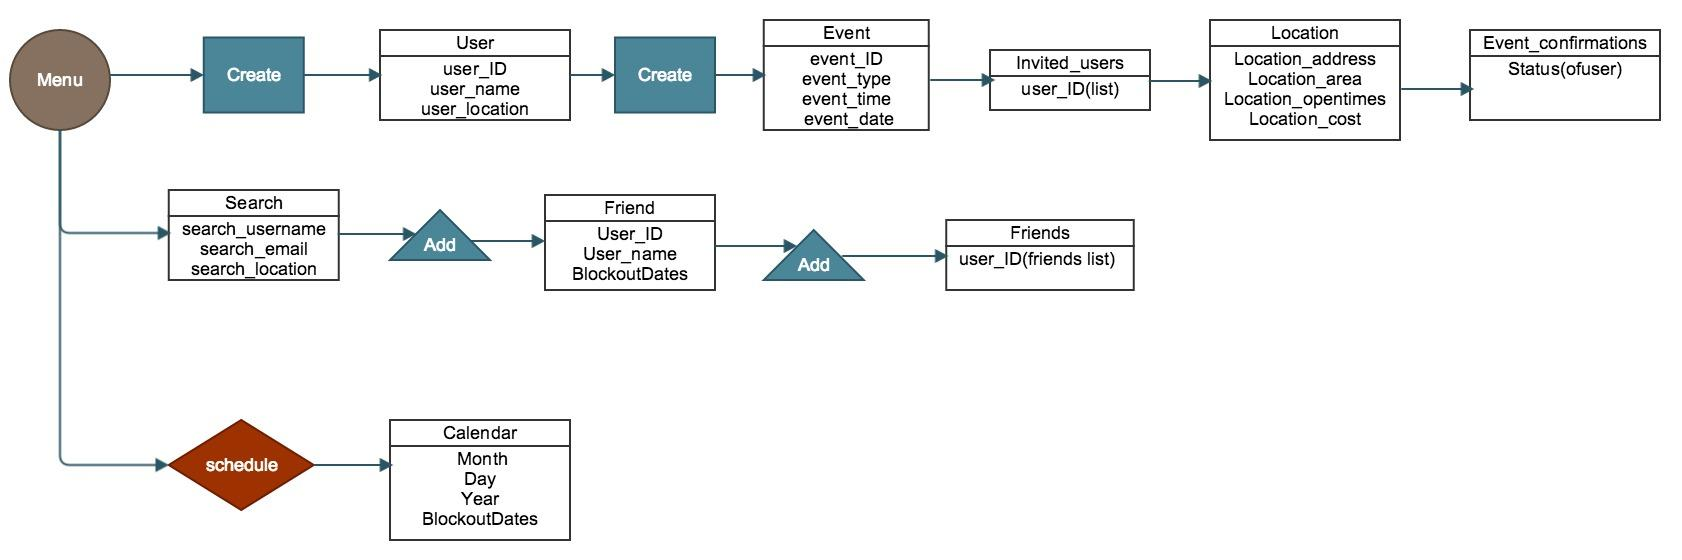 Menu
Create
User
user_ID
user_name
user_location
Create
Event
event_ID
event_type
event_time
event_date
Invited_users
user_ID(list)
Location
Location_address
Location_area
Location_opentimes
Location_cost
Event_confirmations
Status(ofuser)
Search
search_username
search_email
search_location
Add
Friend
User_ID
User_name
BlockoutDates
Add
Friends
user_ID(friends list)
schedule
Calendar
Month
Day
Year
BlockoutDates